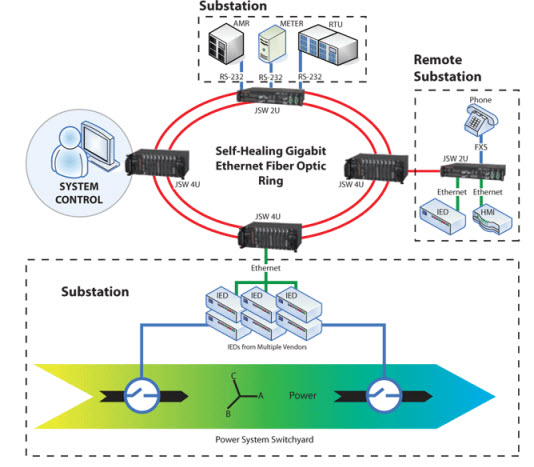 Substation
AMR
METER
RTU
RS-232
RS-232
RS-232
JSW 2U
Remote
Substation
Phone
FXS
JSW 2U
Ethernet
Ethernet
IED
HMI
Self-Healing Gigabit
Ethernet Fiber Optic
Ring
SYSTEM
CONTROL
JSW 4U
JSW 4U
JSW 4U
Ethernet
Substation
IED
IED
IED
IEDs from Multiple Vendors
C
A
B
Power
Power System Switchyard